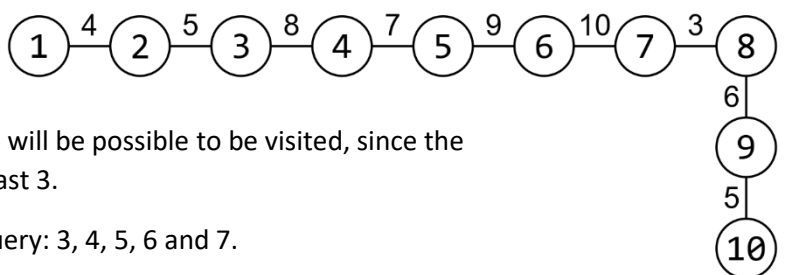 4 5 8 7 9 10 3
1 2 3 4 5 6 7 8
6
9
will be possible to be visited, since the
ast 3.
5
uery: 3, 4, 5, 6 and 7.
10